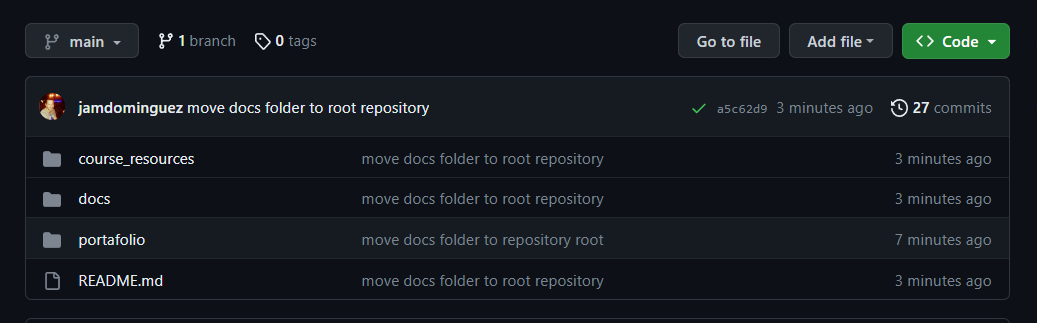 main 1 branch 0 tags Go to file Add file Code
jamdominguez move docs folder to root repository a5c62d9 3 minutes ago 27 commits
course_resources move docs folder to root repository 3 minutes ago
docs move docs folder to root repository 3 minutes ago
portafolio move docs folder to repository root 7 minutes ago
README.md move docs folder to root repository 3 minutes ago